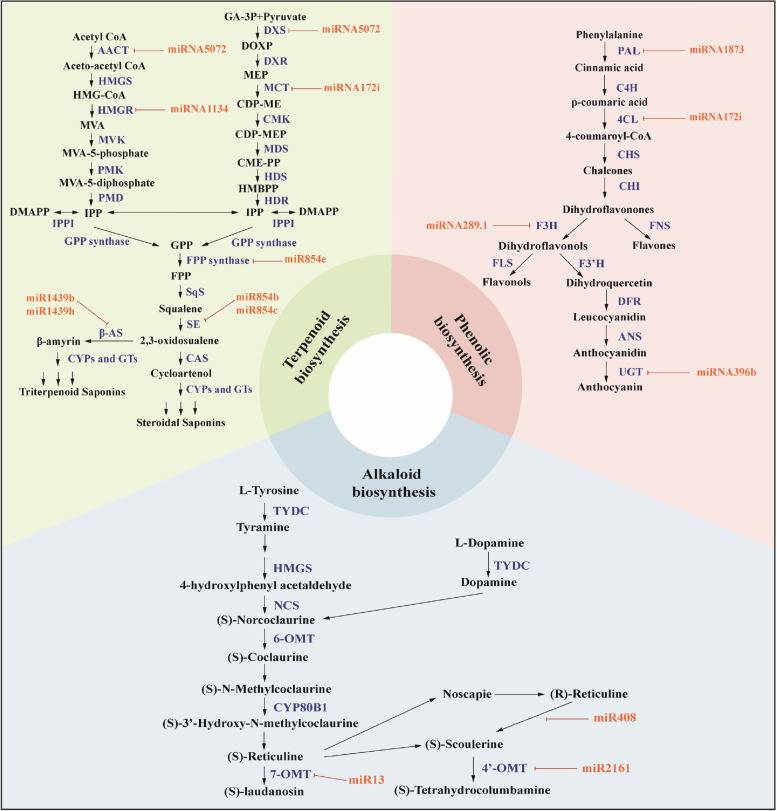 GA-3P+Pyruvate
DXS miRNA5072
DOXP
DXR
MEP
MCT miRNA172i
CDP-ME
CMK
CDP-MEP
MDS
CME-PP
HDS
HMBPP
HDR
IPP DMAPP
IPPI
Acetyl CoA
AACT miRNA5072
Aceto-acetyl CoA
HMGS
HMG-CoA
HMGR miRNA1134
MVA
MVK
MVA-5-phosphate
PMK
MVA-5-diphosphate
PMD
DMAPP IPP
IPPI
GPP synthase GPP GPP synthase
FPP synthase miR854e
FPP
SqS
Squalene
miR1439b
miR1439h
SE miR854b
miR854c
β-AS
β-amyrin 2,3-oxidosualene
CYPs and GTs CAS
Cycloartenol
Triterpenoid Saponins
CYPs and GTs
Steroidal Saponins
Terpenoid
biosynthesis
Phenylalanine
PAL miRNA1873
Cinnamic acid
C4H
p-coumaric acid
4CL miRNA172i
4-coumaroyl-CoA
CHS
Chalcones
CHI
Dihydroflavonones
miRNA289.1 F3H FNS
Dihydroflavonols Flavones
FLS F3'H
Flavonols Dihydroquercetin
DFR
Leucocyanidin
ANS
Anthocyanidin
UGT miRNA396b
Anthocyanin
Phenolic
biosynthesis
Alkaloid
biosynthesis
L-Tyrosine
TYDC
Tyramine
HMGS
4-hydroxylphenyl acetaldehyde
NCS
(S)-Norcoclaurine
6-OMT
(S)-Coclaurine
(S)-N-Methylcoclaurine
CYP80B1
(S)-3'-Hydroxy-N-methylcoclaurine
(S)-Reticuline
7-OMT miR13
(S)-laudanosin
L-Dopamine
TYDC
Dopamine
Noscapie (R)-Reticuline
miR408
(S)-Scoulerine
4'-OMT miR2161
(S)-Tetrahydrocolumbamine